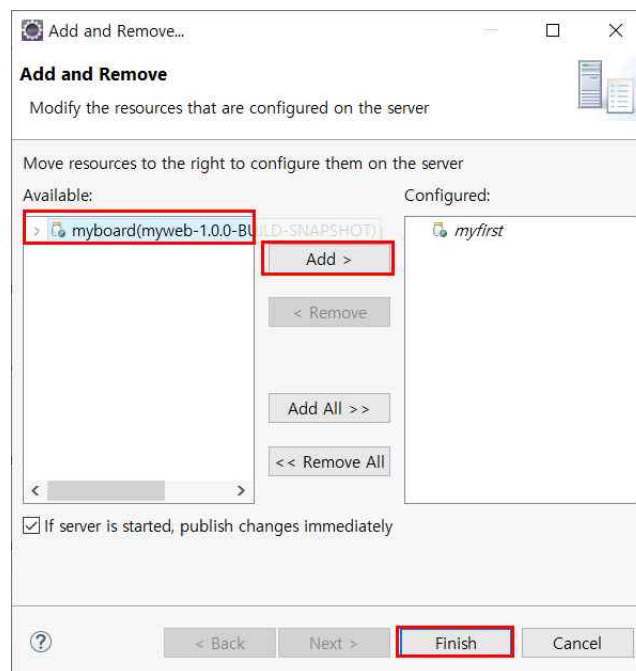 Add and Remove...
Add and Remove
Modify the resources that are configured on the server
Move resources to the right to configure them on the server
Available:
Configured:
myboard(myweb-1.0.0-BUILD-SNAPSHOT)
myfirst
Add >
< Remove
Add All >>
<< Remove All
If server is started, publish changes immediately
< Back
Next >
Finish
Cancel